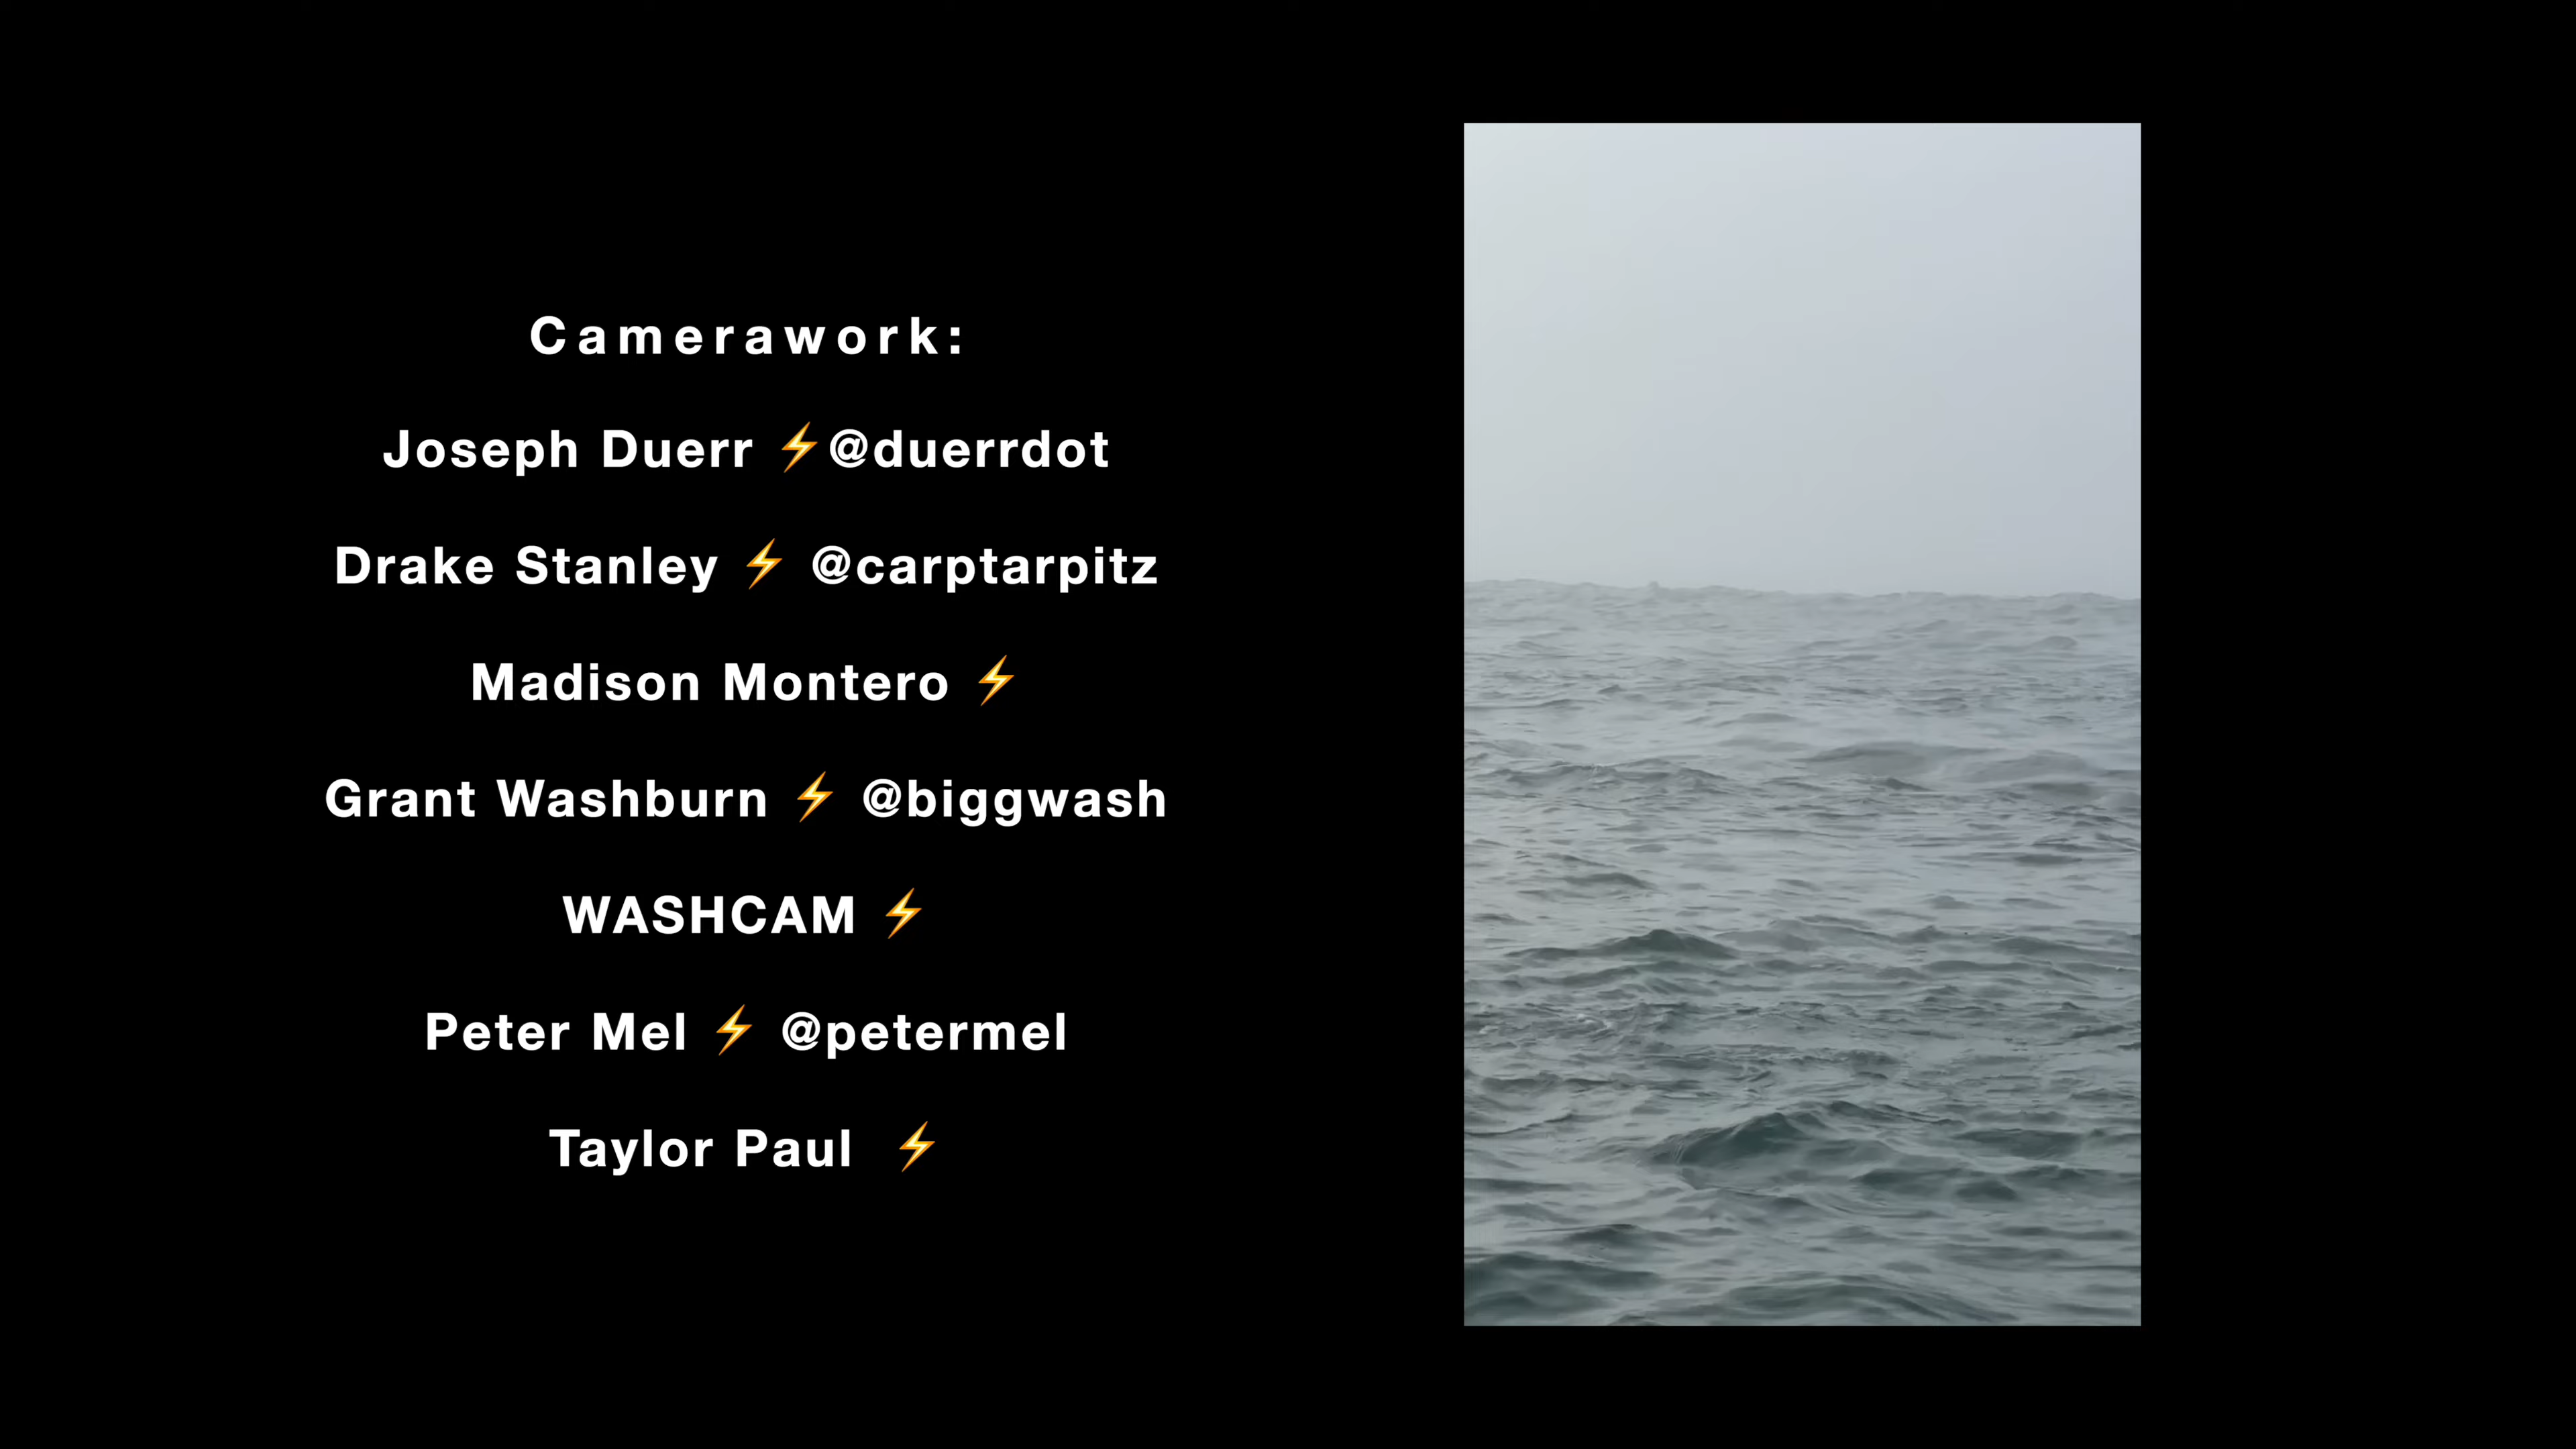 Camerawork:
Joseph Duerr ⚡@duerrdot
Drake Stanley ⚡ @carptarpitz
Madison Montero ⚡
Grant Washburn ⚡ @biggwash
WASHCAM ⚡
Peter Mel ⚡ @petermel
Taylor Paul ⚡